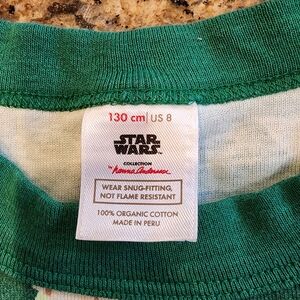 130 cm | US 8
STAR
WARS
COLLECTION
by Hanna Andersson
WEAR SNUG-FITTING,
NOT FLAME RESISTANT
100% ORGANIC COTTON
MADE IN PERU